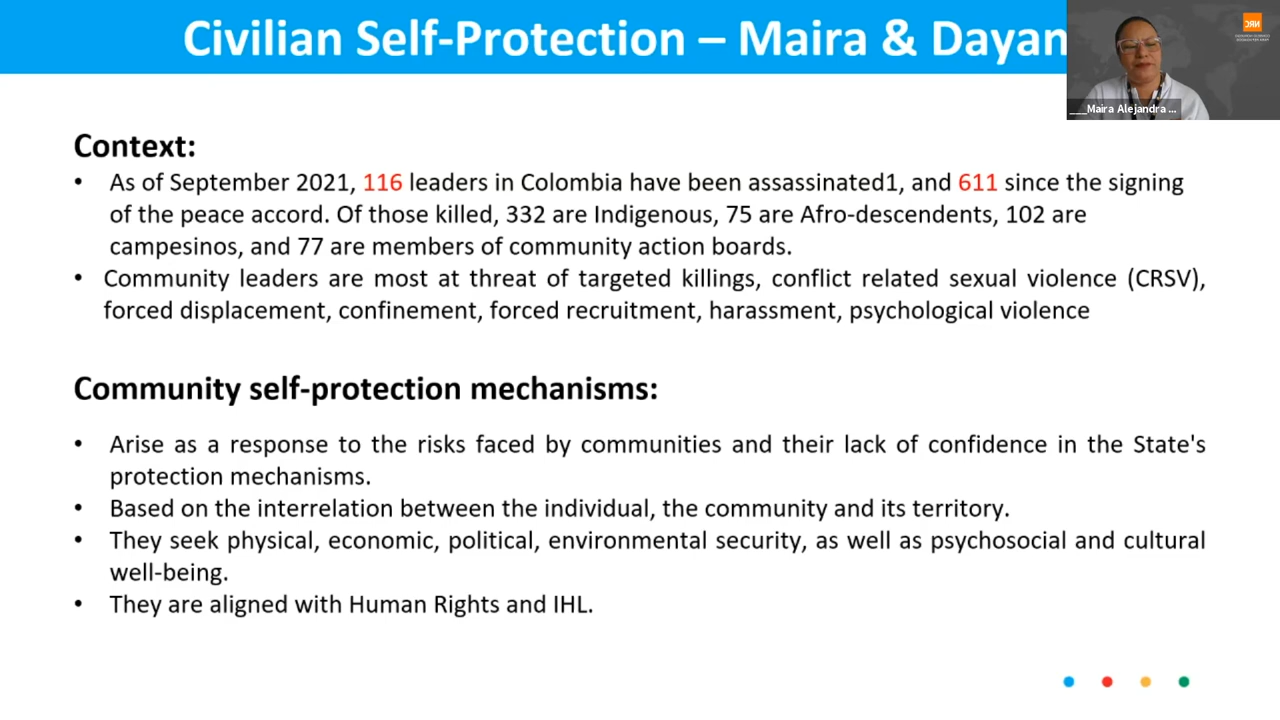 Civilian Self-Protection – Maira & Dayan
___Maira Alejandra ...
Context:
• As of September 2021, 116 leaders in Colombia have been assassinated1, and 611 since the signing
of the peace accord. Of those killed, 332 are Indigenous, 75 are Afro-descendents, 102 are
campesinos, and 77 are members of community action boards.
• Community leaders are most at threat of targeted killings, conflict related sexual violence (CRSV),
forced displacement, confinement, forced recruitment, harassment, psychological violence
Community self-protection mechanisms:
• Arise as a response to the risks faced by communities and their lack of confidence in the State's
protection mechanisms.
• Based on the interrelation between the individual, the community and its territory.
• They seek physical, economic, political, environmental security, as well as psychosocial and cultural
well-being.
• They are aligned with Human Rights and IHL.